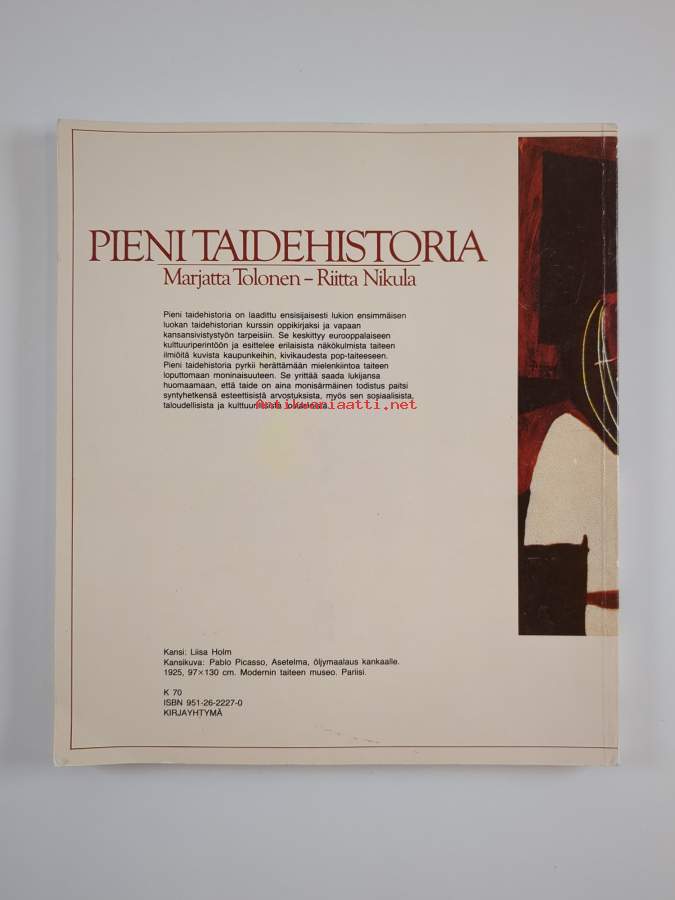 PIENI TAIDEHISTORIA
Marjatta Tolonen – Riitta Nikula
Pieni taidehistoria on laadittu ensisijaisesti lukion ensimmäisen
luokan taidehistorian kurssin oppikirjaksi ja vapaan
kansansivistystyön tarpeisiin. Se keskittyy eurooppalaiseen
kulttuuriperintöön ja esittelee erilaisista näkökulmista taiteen
ilmiöitä kuvista kaupunkeihin, kivikaudesta pop-taiteeseen.
Pieni taidehistoria pyrkii herättämään mielenkiintoa taiteen
loputtomaan moninaisuuteen. Se yrittää saada lukijansa
huomaamaan, että taide on aina monisärmäinen todistus paitsi
syntyhetkensä esteettisistä arvostuksista, myös sen sosiaalisista,
taloudellisista ja
Antikvariaatti.net
Kansi: Liisa Holm
Kansikuva: Pablo Picasso, Asetelma, öljymaalaus kankaalle.
1925, 97×130 cm. Modernin taiteen museo. Pariisi.
K 70
ISBN 951-26-2227-0
KIRJAYHTYMÄ